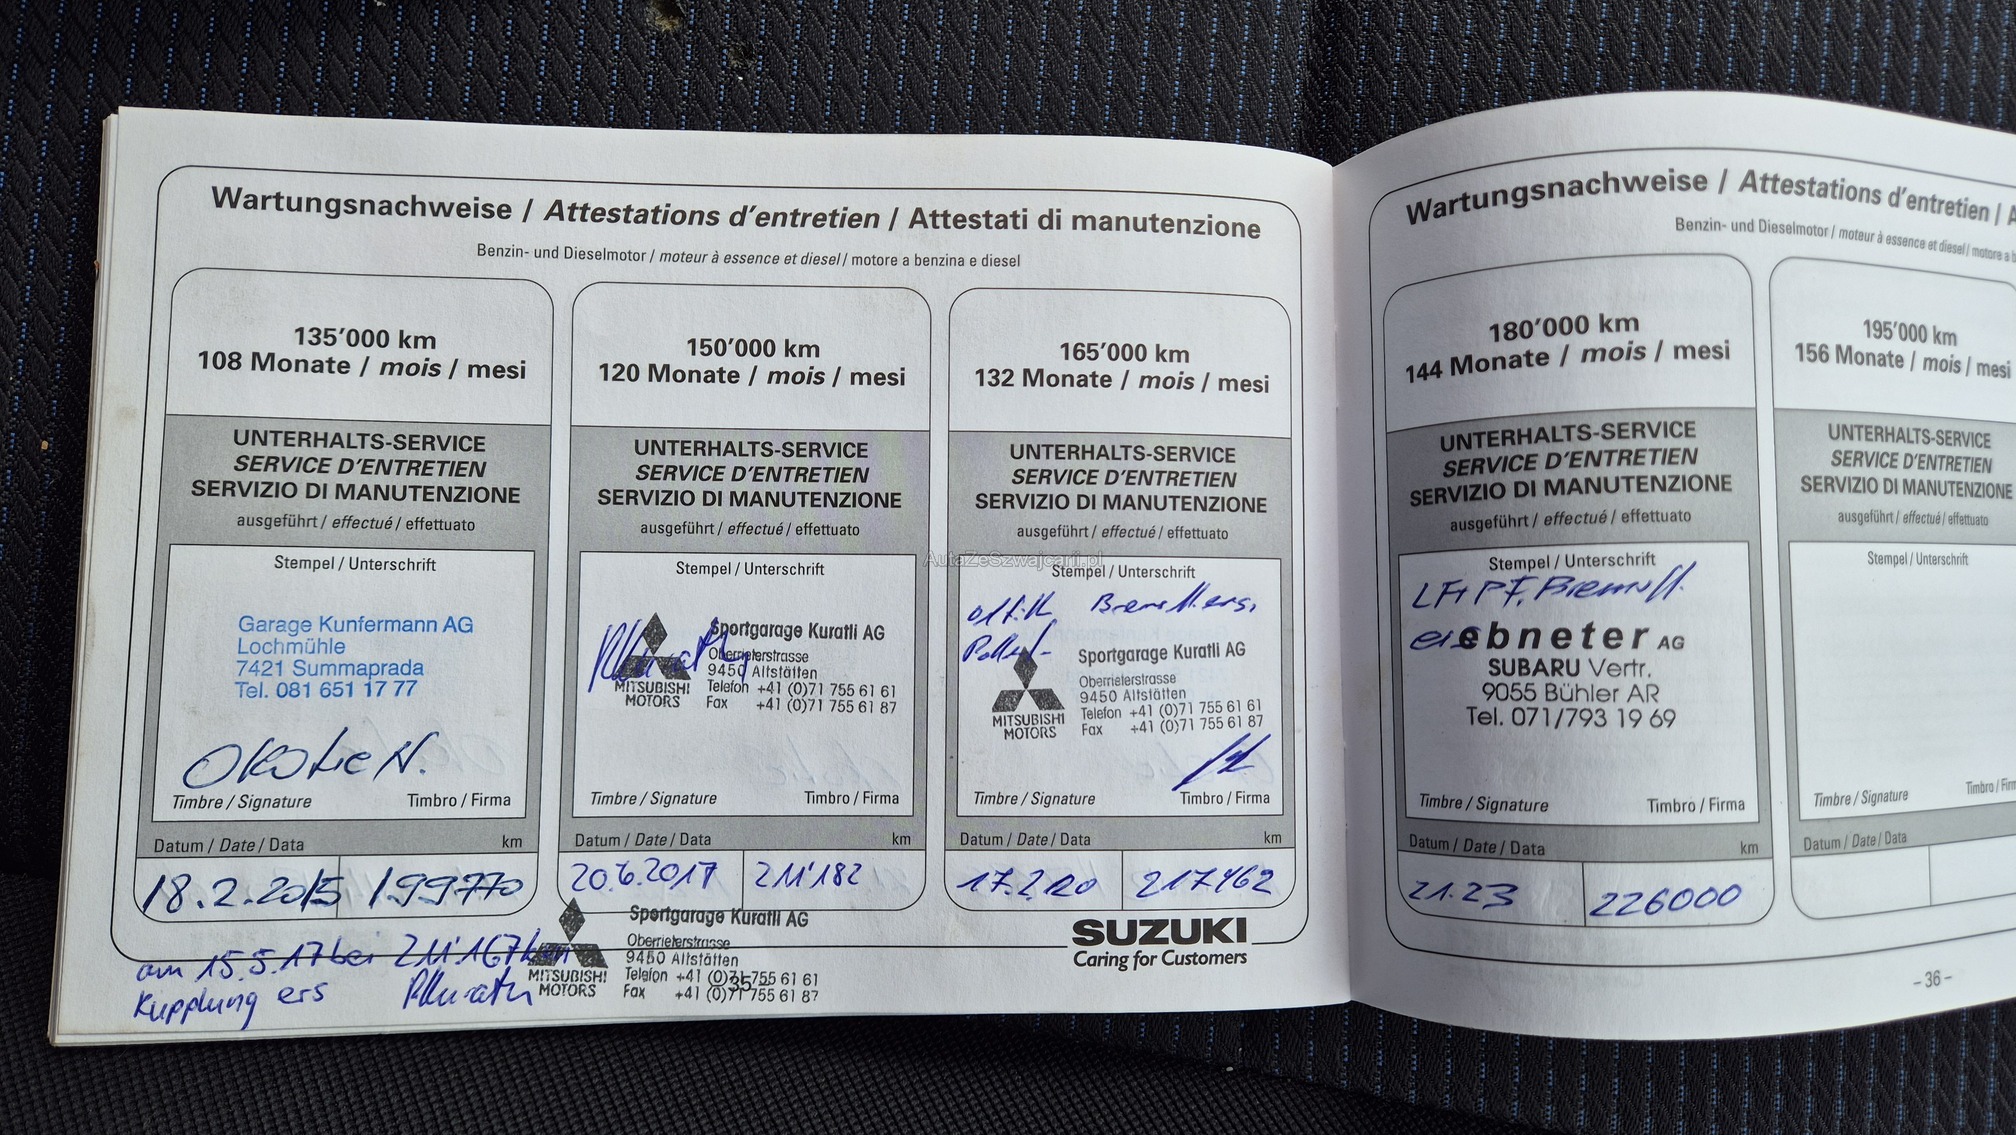 Wartungsnachweise / Attestations d'entretien / Attestati di manutenzione
Benzin- und Dieselmotor / moteur à essence et diesel / motore a benzina e diesel
135'000 km
108 Monate / mois / mesi
UNTERHALTS-SERVICE
SERVICE D'ENTRETIEN
SERVIZIO DI MANUTENZIONE
ausgeführt / effectué / effettuato
Stempel / Unterschrift
Garage Kunfermann AG
Lochmühle
7421 Summaprada
Tel. 081 651 17 77
Timbre / Signature Timbro / Firma
Datum / Date / Data km
18.2.2015 199770
150'000 km
120 Monate / mois / mesi
UNTERHALTS-SERVICE
SERVICE D'ENTRETIEN
SERVIZIO DI MANUTENZIONE
ausgeführt / effectué / effettuato
Stempel / Unterschrift
Sportgarage Kuratli AG
Oberrieterstrasse
9450 Altstätten
MITSUBISHI MOTORS
Telefon +41 (0)71 755 61 61
Fax +41 (0)71 755 61 87
Timbre / Signature Timbro / Firma
Datum / Date / Data km
20.6.2017 211'182
165'000 km
132 Monate / mois / mesi
UNTERHALTS-SERVICE
SERVICE D'ENTRETIEN
SERVIZIO DI MANUTENZIONE
ausgeführt / effectué / effettuato
AutaZeSzwajcarii.pl
Stempel / Unterschrift
Sportgarage Kuratli AG
Oberrieterstrasse
9450 Altstätten
MITSUBISHI MOTORS
Telefon +41 (0)71 755 61 61
Fax +41 (0)71 755 61 87
Timbre / Signature Timbro / Firma
Datum / Date / Data km
17.2.20 217462
am 15.5.17 bei 211'167 km
Kupplung ers
Sportgarage Kuratli AG
Oberrieterstrasse
9450 Altstätten
MITSUBISHI MOTORS
Telefon +41 (0)71 755 61 61
Fax +41 (0)71 755 61 87
35
SUZUKI
Caring for Customers
Wartungsnachweise / Attestations d'entretien / A
Benzin- und Dieselmotor / moteur à essence et diesel / motore a b
180'000 km
144 Monate / mois / mesi
UNTERHALTS-SERVICE
SERVICE D'ENTRETIEN
SERVIZIO DI MANUTENZIONE
ausgeführt / effectué / effettuato
Stempel / Unterschrift
ebneter AG
SUBARU Vertr.
9055 Bühler AR
Tel. 071/793 19 69
Timbre / Signature Timbro / Firma
Datum / Date / Data km
21.23 226000
195'000 km
156 Monate / mois / mesi
UNTERHALTS-SERVICE
SERVICE D'ENTRETIEN
SERVIZIO DI MANUTENZIONE
ausgeführt / effectué / effettuato
Stempel / Unterschrift
Timbre / Signature Timbro / Firm
Datum / Date / Data
- 36 -